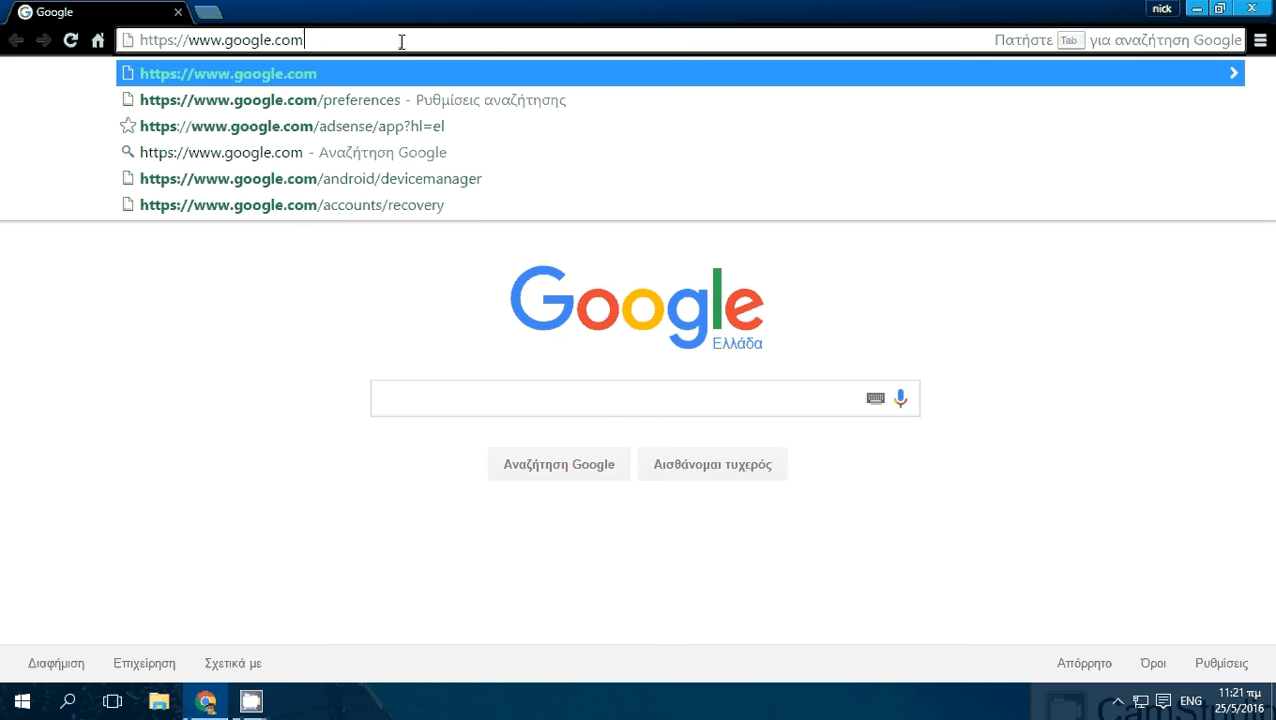 Google
nick
https://www.google.com
Πατήστε Tab για αναζήτηση Google
https://www.google.com
https://www.google.com/preferences - Ρυθμίσεις αναζήτησης
https://www.google.com/adsense/app?hl=el
https://www.google.com - Αναζήτηση Google
https://www.google.com/android/devicemanager
https://www.google.com/accounts/recovery
Google
Ελλάδα
Αναζήτηση Google
Αισθάνομαι τυχερός
Διαφήμιση Επιχείρηση Σχετικά με
Απόρρητο Όροι Ρυθμίσεις
ENG
11:21 πμ
25/5/2016